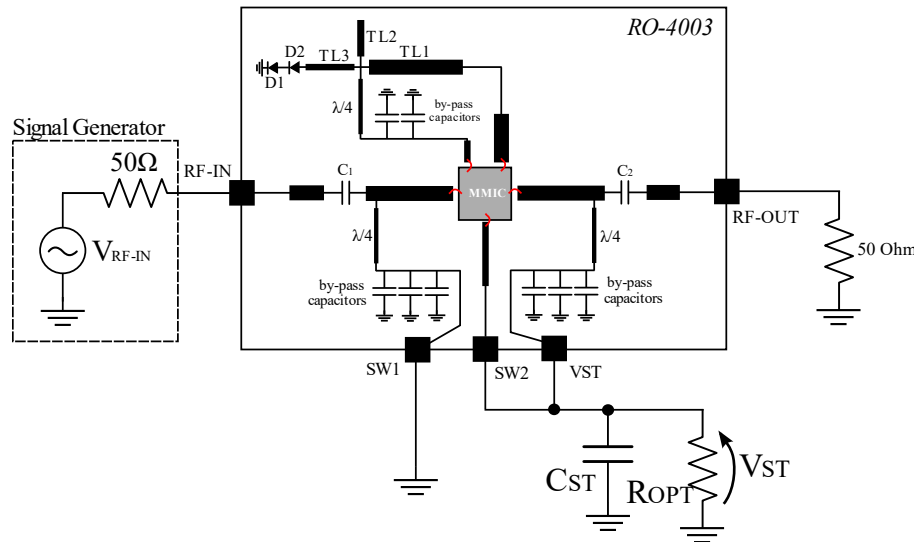 RO-4003
TL2
D2
TL3
TL1
D1
λ/4
by-pass
capacitors
Signal Generator
50Ω
RF-IN
C1
MMIC
C2
RF-OUT
VRF-IN
λ/4
λ/4
50 Ohm
by-pass
capacitors
by-pass
capacitors
SW1
SW2
VST
CST
ROPT
VST